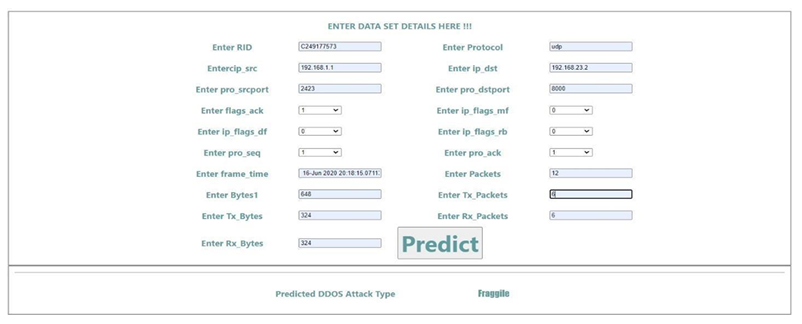 ENTER DATA SET DETAILS HERE !!!
Enter RID C249177573 Enter Protocol udp
Entercip_src 192.168.1.1 Enter ip_dst 192.168.23.2
Enter pro_srcport 2423 Enter pro_dstport 8000
Enter flags_ack 1 Enter ip_flags_mf 0
Enter ip_flags_df 0 Enter ip_flags_rb 0
Enter pro_seq 1 Enter pro_ack 1
Enter frame_time 16-Jun 2020 20:18:15.0711 Enter Packets 12
Enter Bytes1 648 Enter Tx_Packets 6
Enter Tx_Bytes 324 Enter Rx_Packets 6
Enter Rx_Bytes 324 Predict
Predicted DDOS Attack Type Fraggile